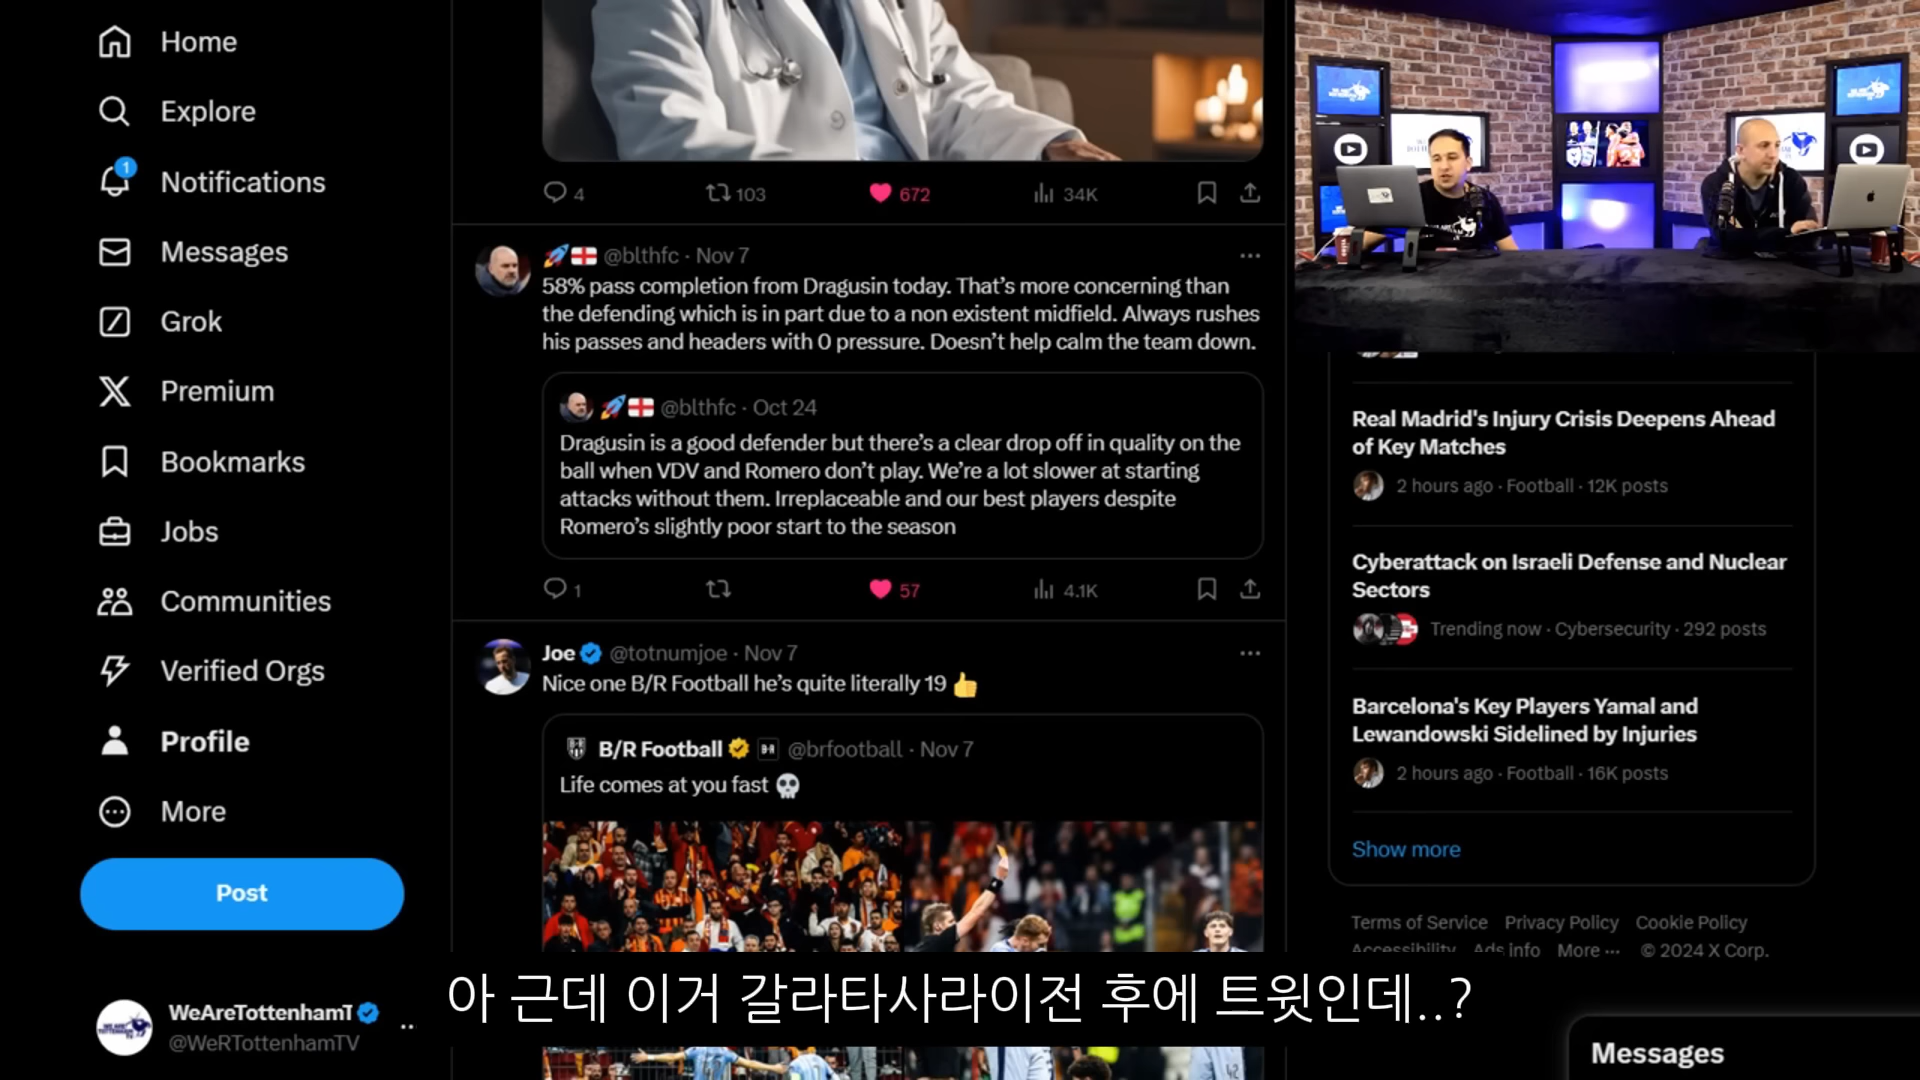 Home
Explore
1
Notifications
Messages
Grok
Premium
Bookmarks
Jobs
Communities
Verified Orgs
Profile
More
Post
WeAreTottenhamT
@WeRTottenhamTV
4 103 672 34K
@blthfc · Nov 7
58% pass completion from Dragusin today. That's more concerning than
the defending which is in part due to a non existent midfield. Always rushes
his passes and headers with 0 pressure. Doesn't help calm the team down.
@blthfc · Oct 24
Dragusin is a good defender but there's a clear drop off in quality on the
ball when VDV and Romero don't play. We're a lot slower at starting
attacks without them. Irreplaceable and our best players despite
Romero's slightly poor start to the season
1 57 4.1K
Joe @totnumjoe · Nov 7
Nice one B/R Football he's quite literally 19 👍
B/R Football @brfootball · Nov 7
Life comes at you fast 💀
Real Madrid's Injury Crisis Deepens Ahead
of Key Matches
2 hours ago · Football · 12K posts
Cyberattack on Israeli Defense and Nuclear
Sectors
Trending now · Cybersecurity · 292 posts
Barcelona's Key Players Yamal and
Lewandowski Sidelined by Injuries
2 hours ago · Football · 16K posts
Show more
Terms of Service Privacy Policy Cookie Policy
Accessibility Ads info More ··· © 2024 X Corp.
아 근데 이거 갈라타사라이전 후에 트윗인데..?
Messages